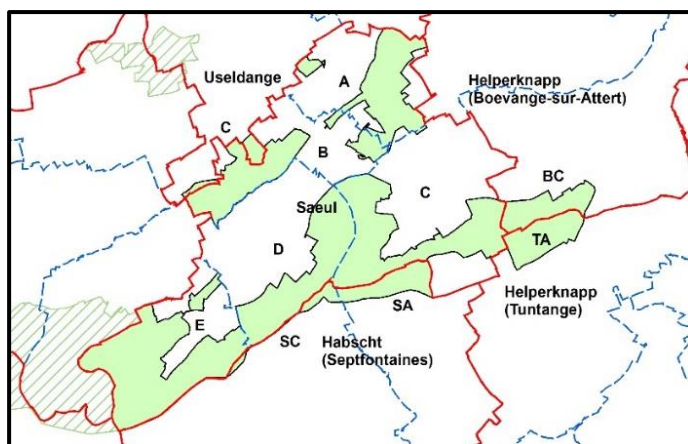 Useldange
A
Helperknapp
(Boevange-sur-Attert)
C
B
BC
C
Saeul
TA
D
Helperknapp
(Tuntange)
SA
E
SC
Habscht
(Septfontaines)